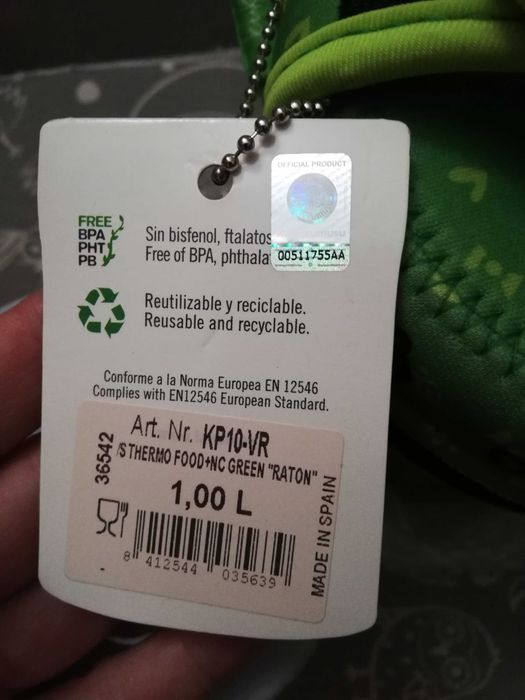 OFFICIAL PRODUCT
00511755AA
FREE
BPA
PHT
PB
Sin bisfenol, ftalatos
Free of BPA, phthala
Reutilizable y reciclable.
Reusable and recyclable.
Conforme a la Norma Europea EN 12546
Complies with EN12546 European Standard.
Art. Nr. KP10-VR
/S THERMO FOOD+NC GREEN "RATON"
1,00 L
36542
MADE IN SPAIN
8 412544 035639